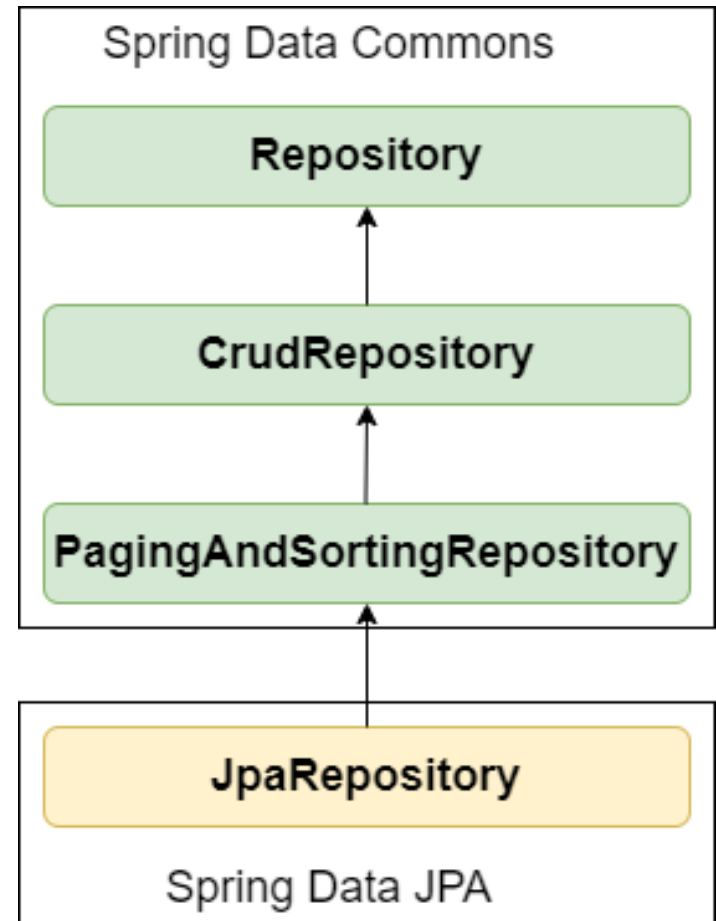 Spring Data Commons
Repository
CrudRepository
PagingAndSortingRepository
JpaRepository
Spring Data JPA